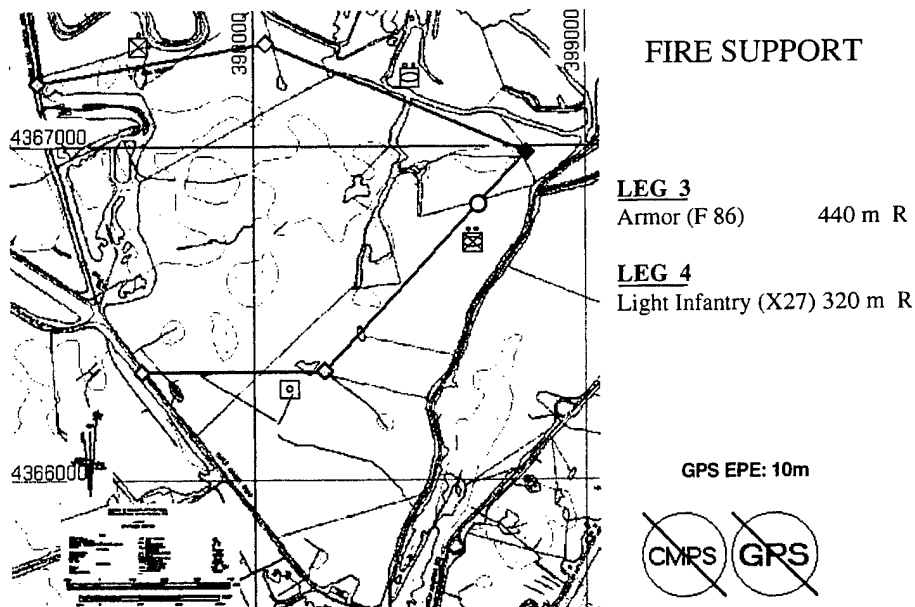 398000
399000
4367000
4366000
FIRE SUPPORT
LEG 3
Armor (F 86) 440 m R
LEG 4
Light Infantry (X27) 320 m R
GPS EPE: 10m
CMPS GPS